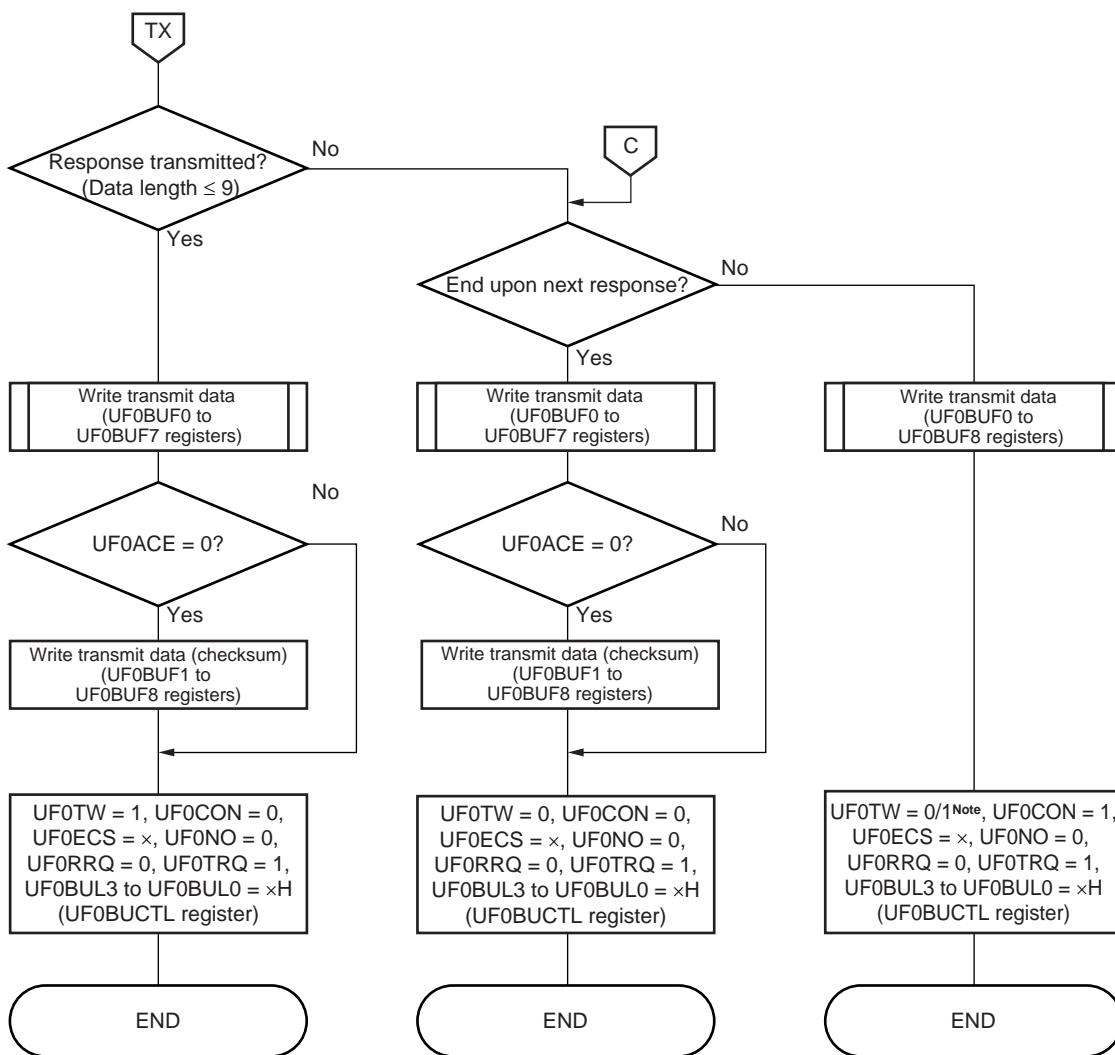 TX
Response transmitted?
(Data length ≤ 9)
No
Yes
C
End upon next response?
No
Yes
Write transmit data
(UF0BUF0 to
UF0BUF7 registers)
Write transmit data
(UF0BUF0 to
UF0BUF7 registers)
Write transmit data
(UF0BUF0 to
UF0BUF8 registers)
UF0ACE = 0?
No
Yes
UF0ACE = 0?
No
Yes
Write transmit data (checksum)
(UF0BUF1 to
UF0BUF8 registers)
Write transmit data (checksum)
(UF0BUF1 to
UF0BUF8 registers)
UF0TW = 1, UF0CON = 0,
UF0ECS = ×, UF0NO = 0,
UF0RRQ = 0, UF0TRQ = 1,
UF0BUL3 to UF0BUL0 = ×H
(UF0BUCTL register)
UF0TW = 0, UF0CON = 0,
UF0ECS = ×, UF0NO = 0,
UF0RRQ = 0, UF0TRQ = 1,
UF0BUL3 to UF0BUL0 = ×H
(UF0BUCTL register)
UF0TW = 0/1Note, UF0CON = 1,
UF0ECS = ×, UF0NO = 0,
UF0RRQ = 0, UF0TRQ = 1,
UF0BUL3 to UF0BUL0 = ×H
(UF0BUCTL register)
END
END
END